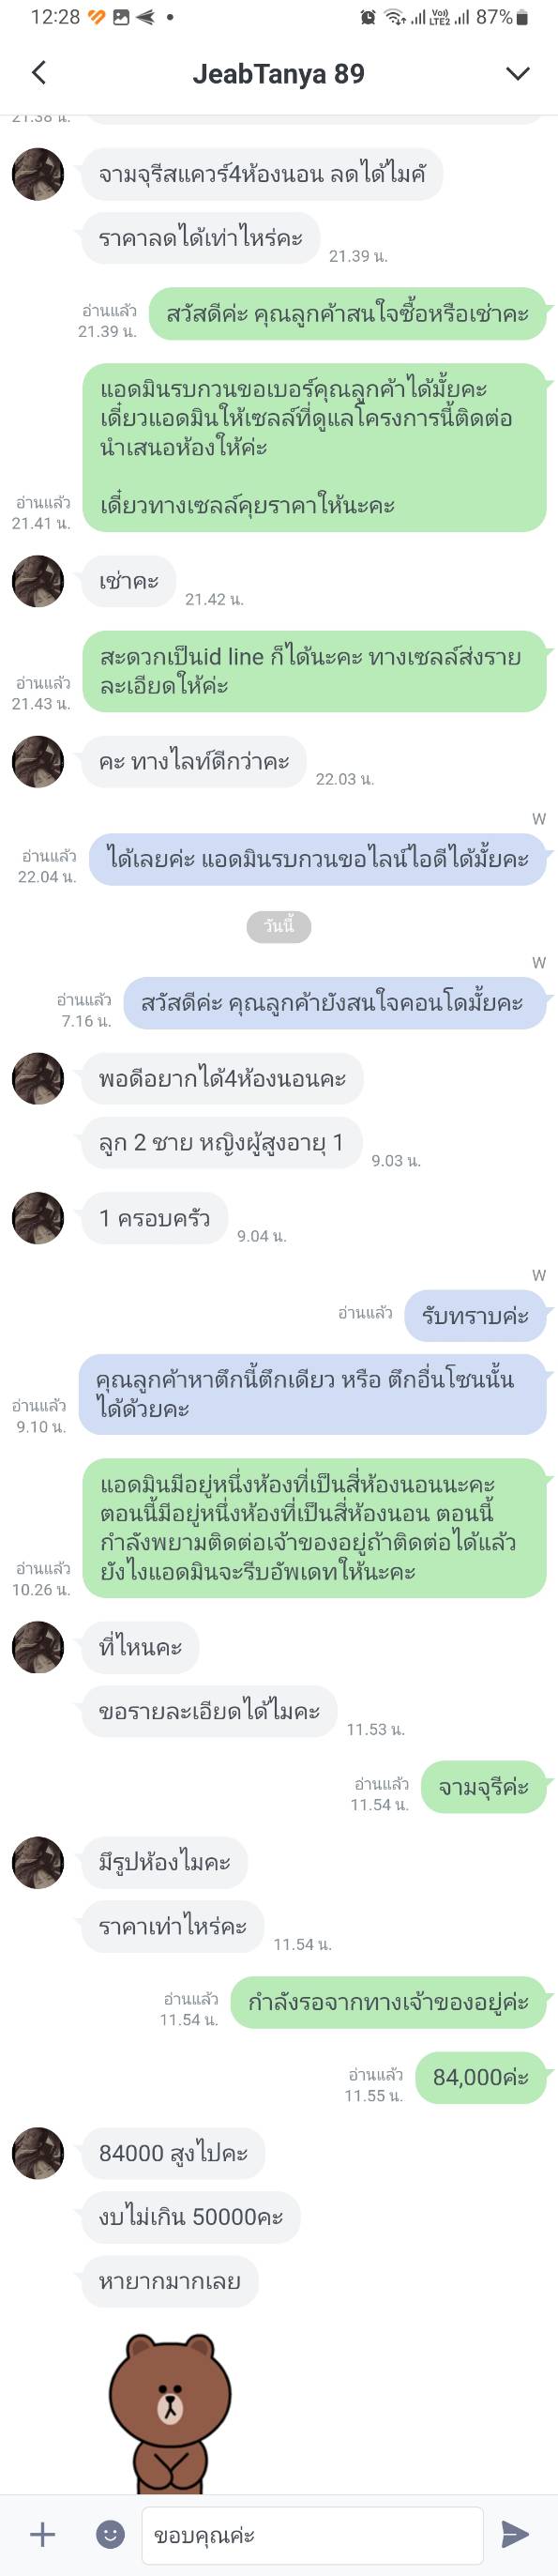 12:28
87%
JeabTanya 89
21.38 น.
จามจุรีสแควร์4ห้องนอน ลดได้ไมคั
ราคาลดได้เท่าไหร่คะ
21.39 น.
สวัสดีค่ะ คุณลูกค้าสนใจซื้อหรือเช่าคะ
อ่านแล้ว
21.39 น.
แอดมินรบกวนขอเบอร์คุณลูกค้าได้มั้ยคะ
เดี๋ยวแอดมินให้เซลล์ที่ดูแลโครงการนี้ติดต่อ
นำเสนอห้องให้ค่ะ
เดี๋ยวทางเซลล์คุยราคาให้นะคะ
อ่านแล้ว
21.41 น.
เช่าคะ
21.42 น.
สะดวกเป็นid line ก็ได้นะคะ ทางเซลล์ส่งราย
ละเอียดให้ค่ะ
อ่านแล้ว
21.43 น.
คะ ทางไลท์ดีกว่าคะ
22.03 น.
W
ได้เลยค่ะ แอดมินรบกวนขอไลน์ไอดีได้มั้ยคะ
อ่านแล้ว
22.04 น.
วันนี้
W
สวัสดีค่ะ คุณลูกค้ายังสนใจคอนโดมั้ยคะ
อ่านแล้ว
7.16 น.
พอดีอยากได้4ห้องนอนคะ
ลูก 2 ชาย หญิงผู้สูงอายุ 1
9.03 น.
1 ครอบครัว
9.04 น.
W
รับทราบค่ะ
อ่านแล้ว
คุณลูกค้าหาตึกนี้ตึกเดียว หรือ ตึกอื่นโซนนั้น
ได้ด้วยคะ
อ่านแล้ว
9.10 น.
แอดมินมีอยู่หนึ่งห้องที่เป็นสี่ห้องนอนนะคะ
ตอนนี้มีอยู่หนึ่งห้องที่เป็นสี่ห้องนอน ตอนนี้
กำลังพยามติดต่อเจ้าของอยู่ถ้าติดต่อได้แล้ว
ยังไงแอดมินจะรีบอัพเดทให้นะคะ
อ่านแล้ว
10.26 น.
ที่ไหนคะ
ขอรายละเอียดได้ไมคะ
11.53 น.
จามจุรีค่ะ
อ่านแล้ว
11.54 น.
มีรูปห้องไมคะ
ราคาเท่าไหร่คะ
11.54 น.
กำลังรอจากทางเจ้าของอยู่ค่ะ
อ่านแล้ว
11.54 น.
84,000ค่ะ
อ่านแล้ว
11.55 น.
84000 สูงไปคะ
งบไม่เกิน 50000คะ
หายากมากเลย
ขอบคุณค่ะ